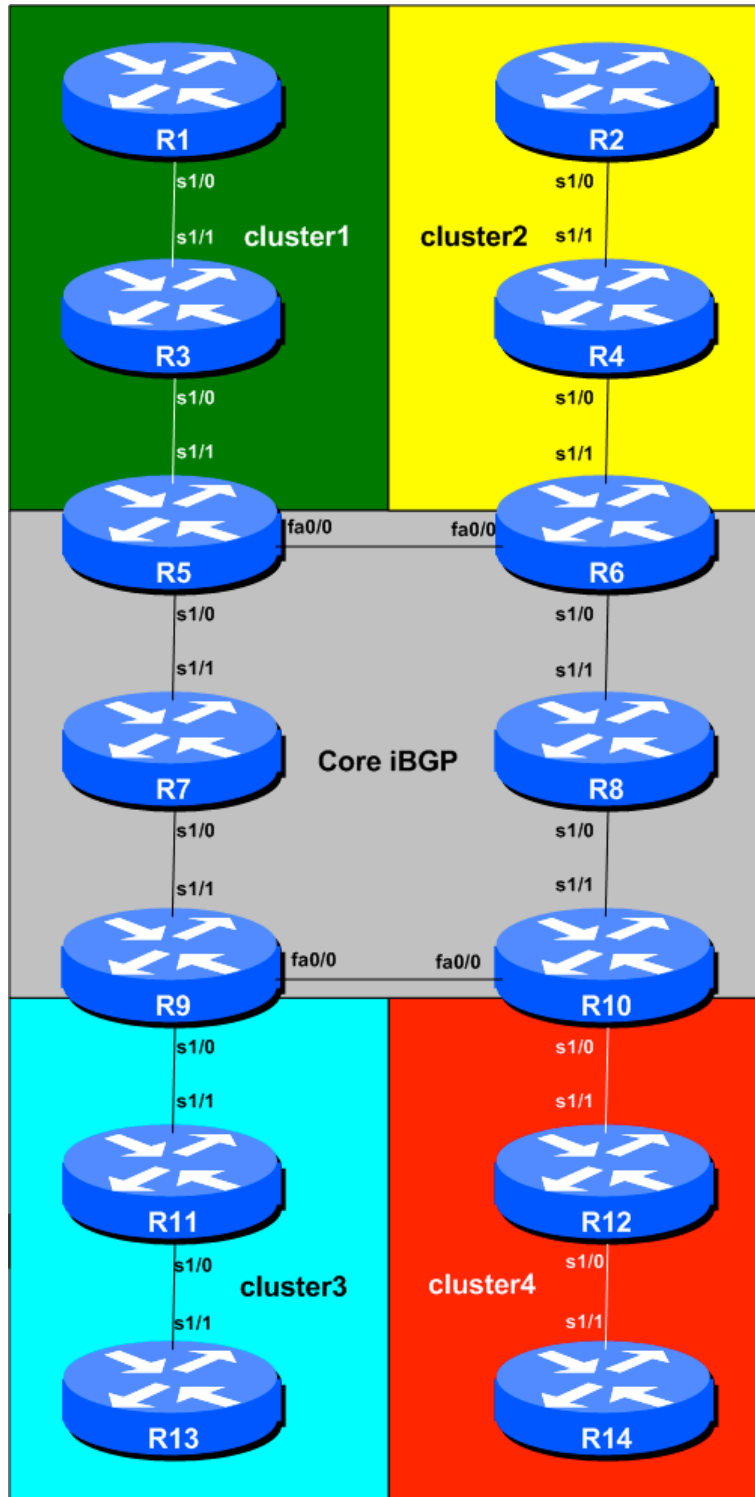 R1
R2
s1/0
s1/0
s1/1
cluster1
cluster2
s1/1
R3
R4
s1/0
s1/0
s1/1
s1/1
fa0/0
fa0/0
R5
R6
s1/0
s1/0
s1/1
s1/1
Core iBGP
R7
R8
s1/0
s1/0
s1/1
s1/1
fa0/0
fa0/0
R9
R10
s1/0
s1/0
s1/1
s1/1
R11
R12
s1/0
s1/0
cluster3
cluster4
s1/1
s1/1
R13
R14